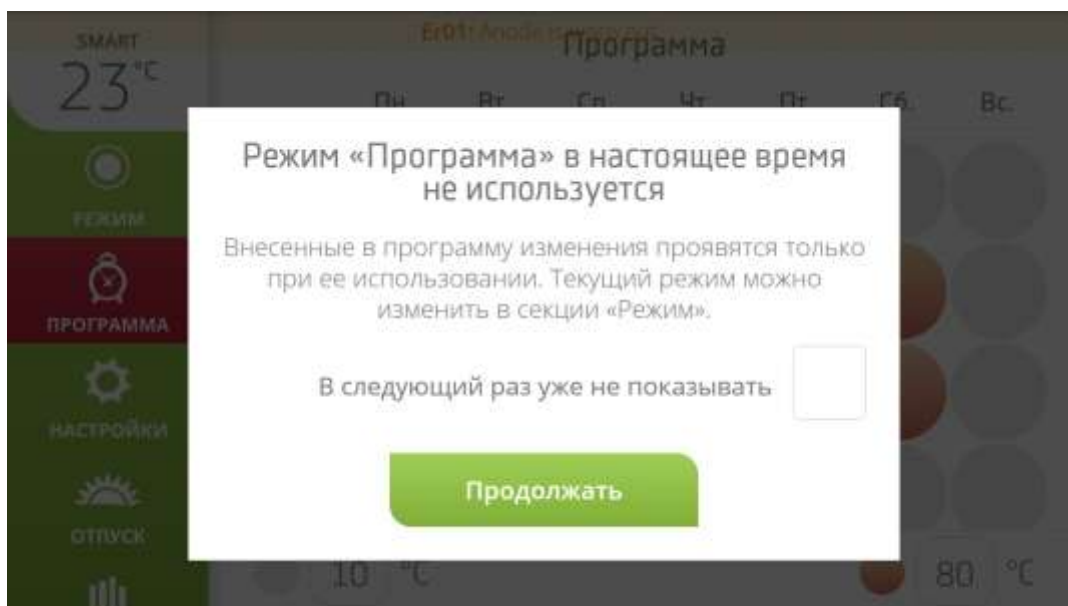 SMART
23 °C
Er01: Anode
Программа
Пн. Вт. Ср. Чт. Пт. Сб. Вс.
Режим «Программа» в настоящее время
не используется
Внесенные в программу изменения проявятся только
при ее использовании. Текущий режим можно
изменить в секции «Режим».
В следующий раз уже не показывать
Продолжать
РЕЖИМ
ПРОГРАММА
НАСТРОЙКИ
ОТПУСК
10 °C
80 °C